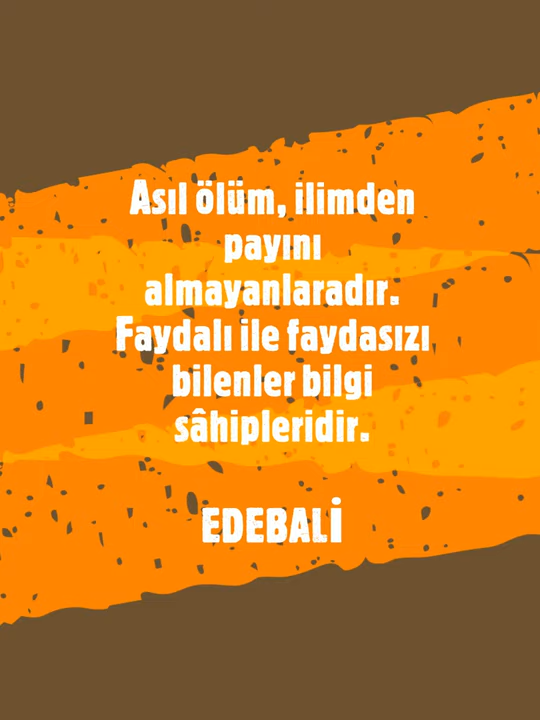 Asıl ölüm, ilimden
payını
almayanlaradır.
Faydalı ile faydasızı
bilenler bilgi
sâhipleridir.
EDEBALİ